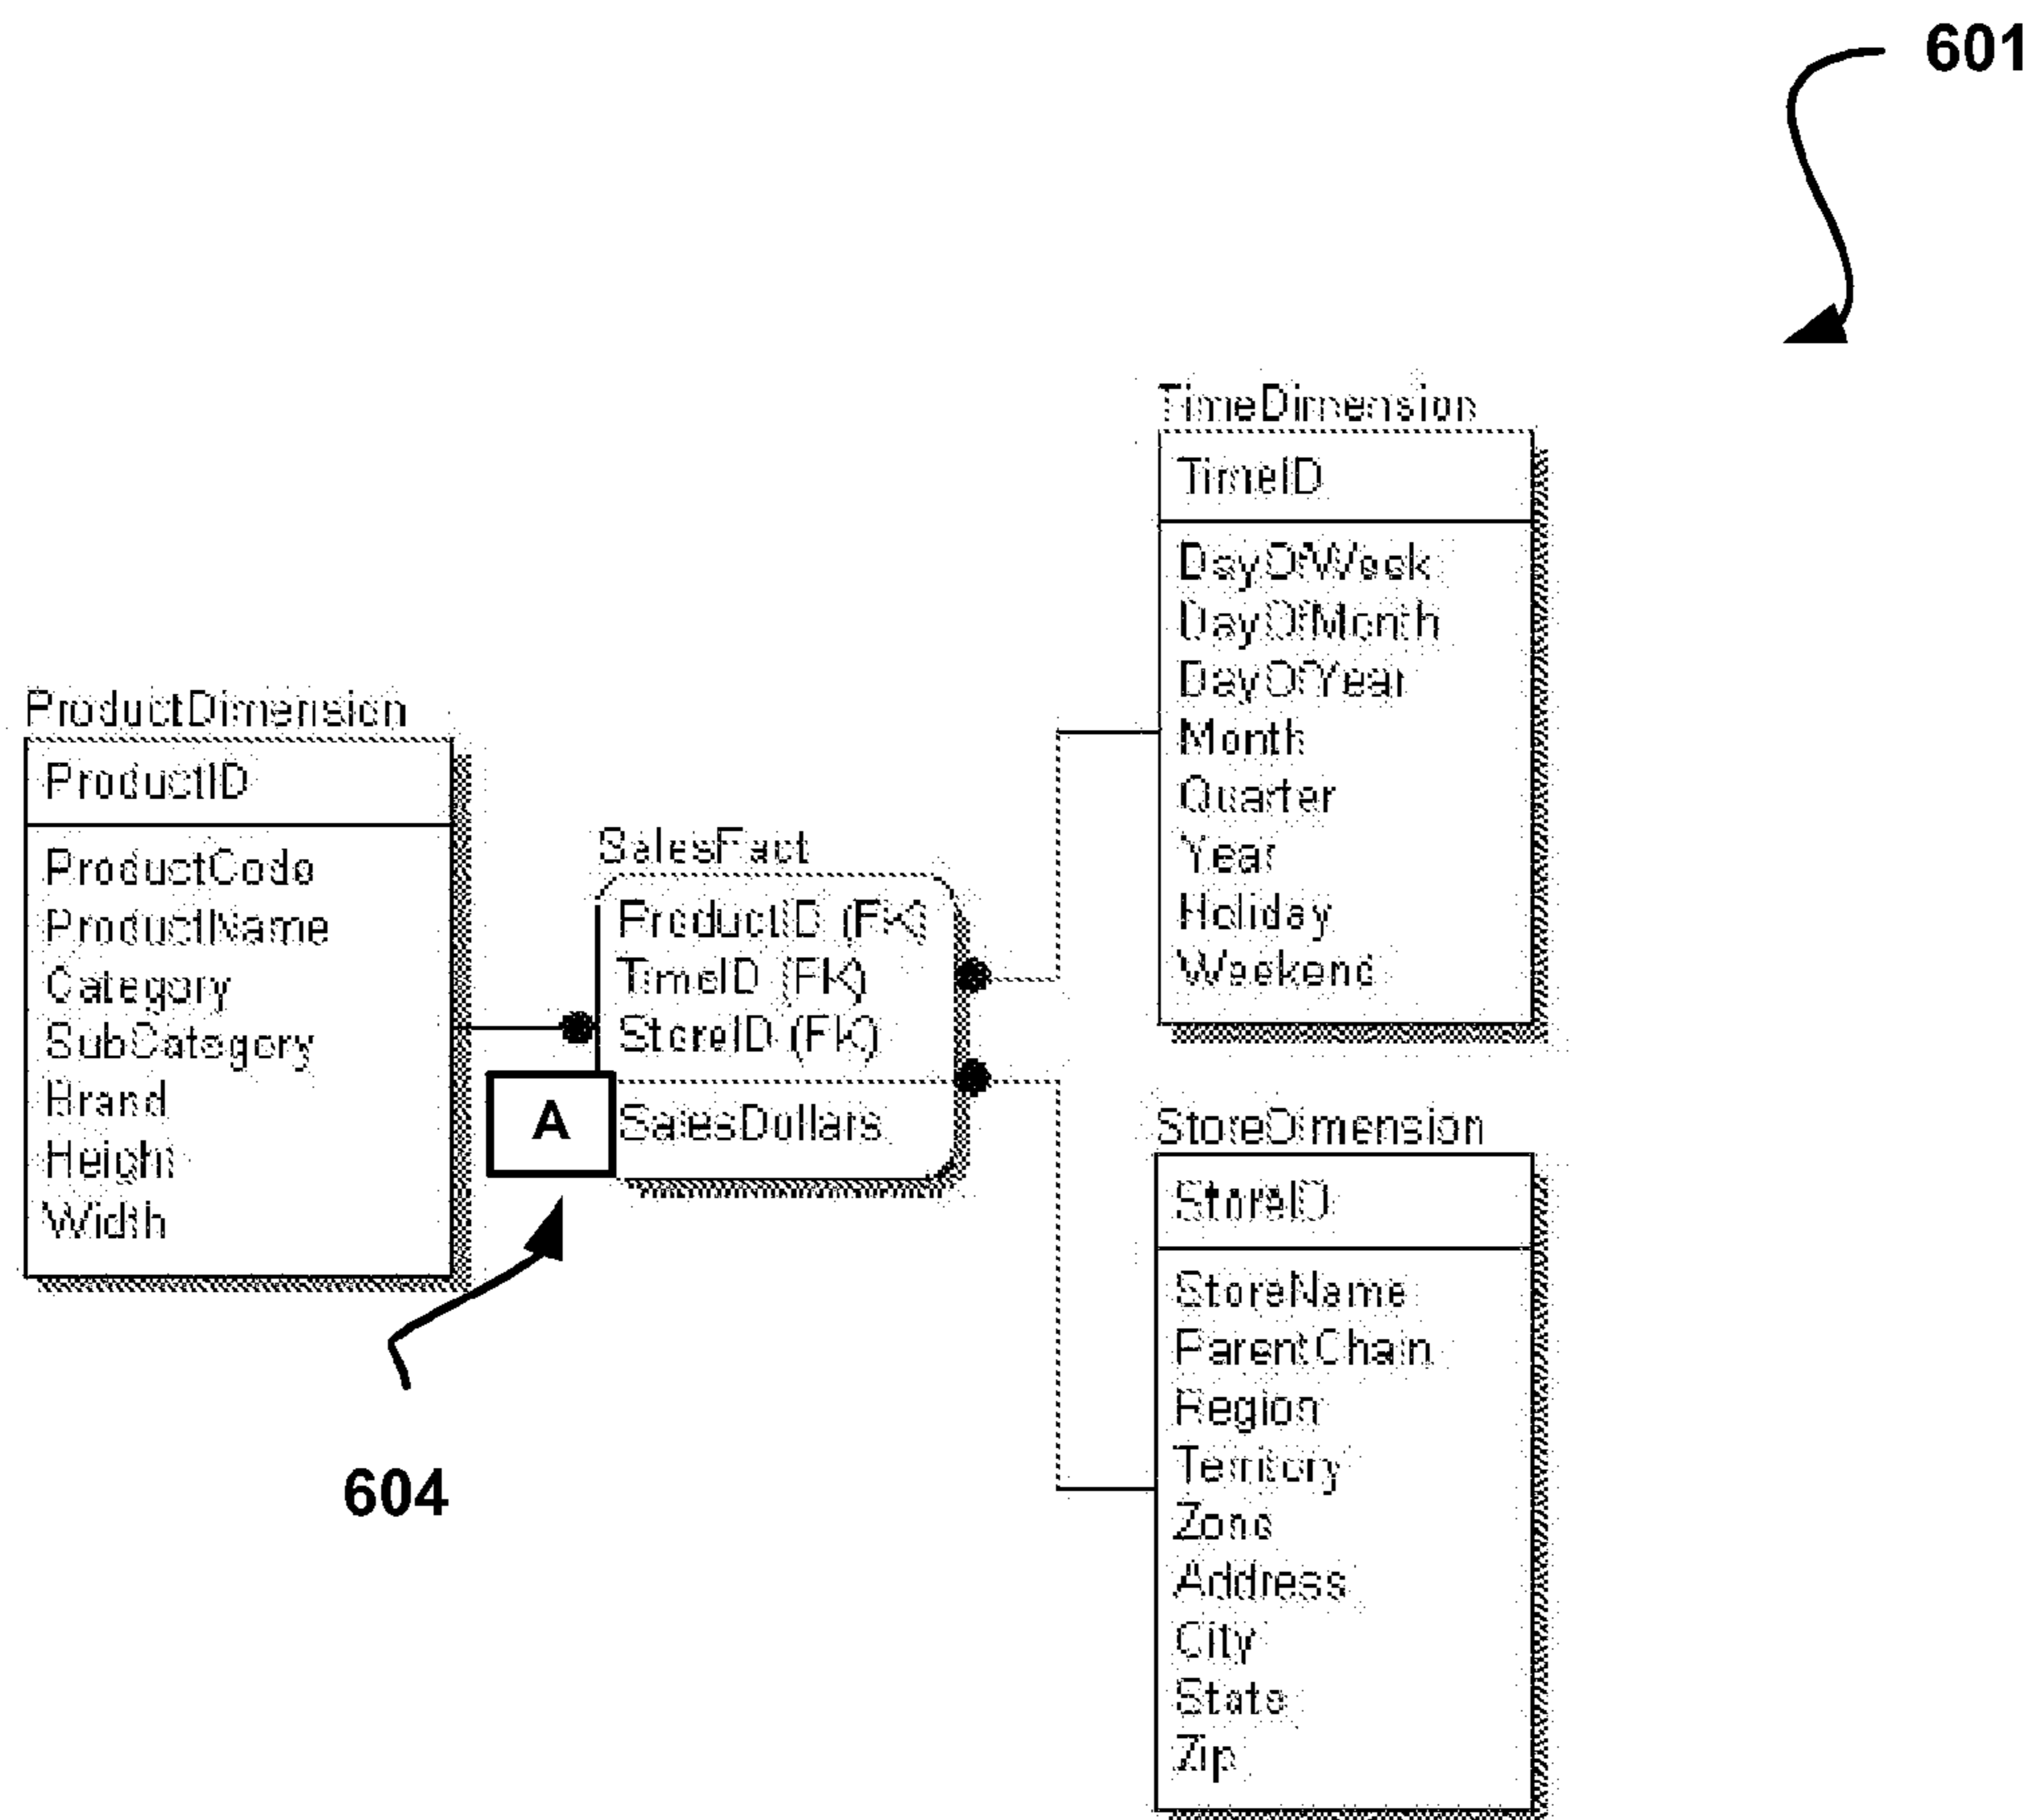 601
TimeDimension
TimeID
DayOfWeek
DayOfMonth
DayOfYear
Month
Quarter
Year
Holiday
Weekend
ProductDimension
ProductID
ProductCode
ProductName
Category
SubCategory
Brand
Height
Width
SalesFact
ProductID (FK)
TimeID (FK)
StoreID (FK)
A
SalesDollars
604
StoreDimension
StoreID
StoreName
ParentChain
Region
Territory
Zone
Address
City
State
Zip